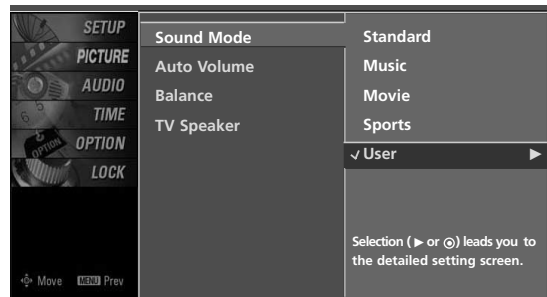 SETUP
PICTURE
AUDIO
TIME
OPTION
LOCK
Move MENU Prev
Sound Mode
Auto Volume
Balance
TV Speaker
Standard
Music
Movie
Sports
✓ User ▶
Selection ( ▶ or ◉) leads you to
the detailed setting screen.